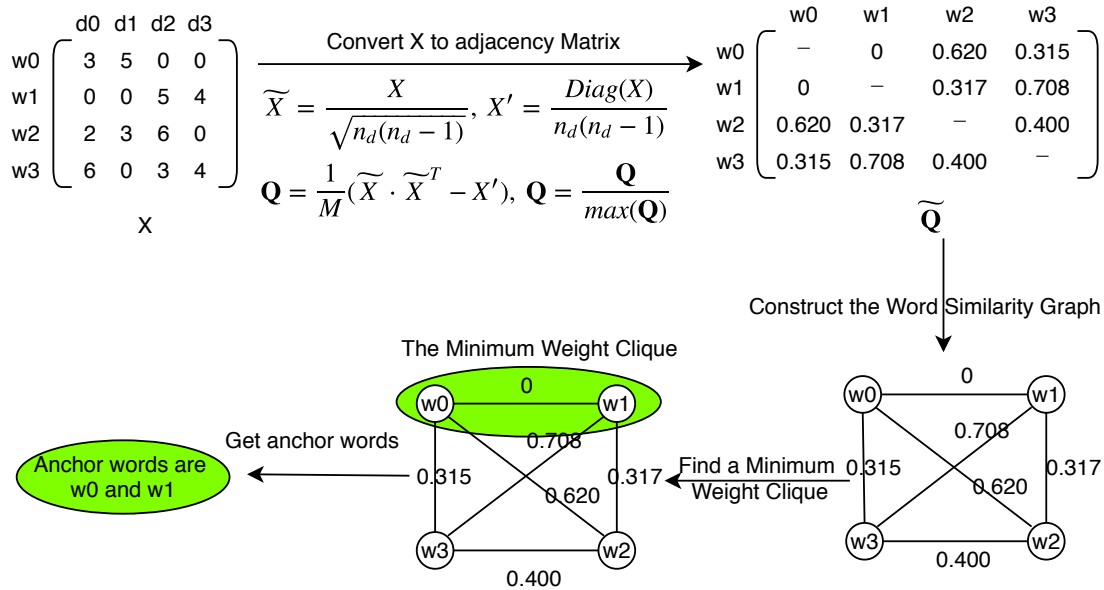 d0 d1 d2 d3
w0 3 5 0 0
w1 0 0 5 4
w2 2 3 6 0
w3 6 0 3 4
X
Convert X to adjacency Matrix
X̃ = X / √(n_d(n_d − 1)), X′ = Diag(X) / n_d(n_d − 1)
Q = 1/M (X̃ · X̃^T − X′), Q = Q / max(Q)
w0 w1 w2 w3
w0 − 0 0.620 0.315
w1 0 − 0.317 0.708
w2 0.620 0.317 − 0.400
w3 0.315 0.708 0.400 −
Q̃
Construct the Word Similarity Graph
w0 0 w1
0.708
0.315 0.317
0.620
w3 w2
0.400
Find a Minimum
Weight Clique
The Minimum Weight Clique
w0 0 w1
0.708
0.315 0.317
0.620
w3 w2
0.400
Get anchor words
Anchor words are
w0 and w1